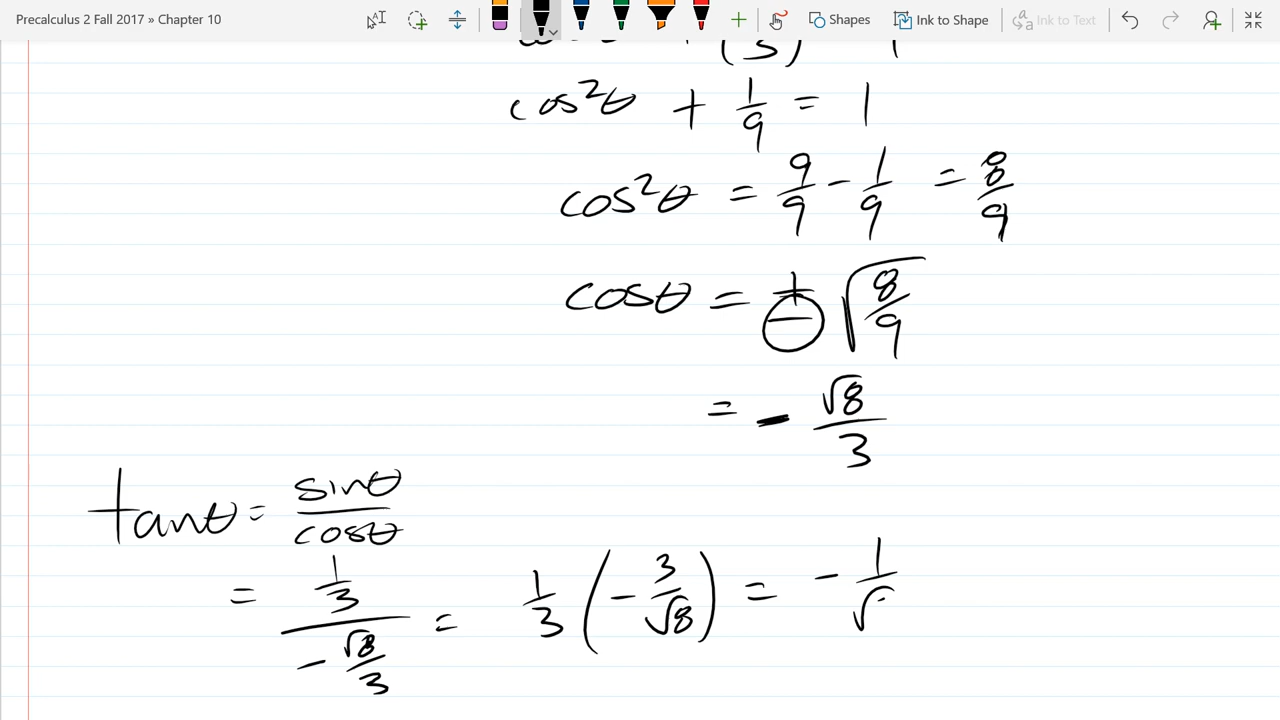 Precalculus 2 Fall 2017 » Chapter 10
Shapes Ink to Shape Ink to Text
cos²θ + 1/9 = 1
cos²θ = 9/9 - 1/9 = 8/9
cosθ = ± √(8/9)
= - √8/3
tanθ = sinθ/cosθ
= (1/3)/(-√8/3) = 1/3 (- 3/√8) = - 1/√